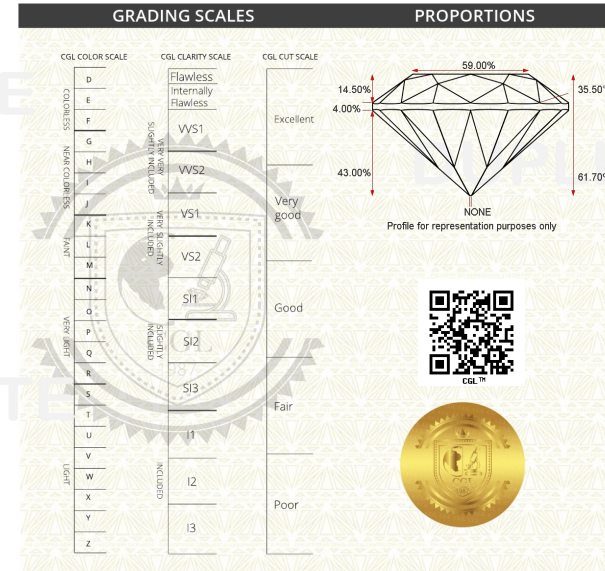 GRADING SCALES
PROPORTIONS
CGL COLOR SCALE
CGL CLARITY SCALE
CGL CUT SCALE
COLORLESS
NEAR COLORLESS
FAINT
VERY LIGHT
LIGHT
D
E
F
G
H
I
J
K
L
M
N
O
P
Q
R
S
T
U
V
W
X
Y
Z
VERY VERY
SLIGHTLY INCLUDED
VERY SLIGHTLY
INCLUDED
SLIGHTLY
INCLUDED
INCLUDED
Flawless
Internally
Flawless
VVS1
VVS2
VS1
VS2
SI1
SI2
SI3
I1
I2
I3
Excellent
Very
good
Good
Fair
Poor
59.00%
14.50%
35.50°
4.00%
43.00%
61.70%
NONE
Profile for representation purposes only
CGL™
CGL
CGL